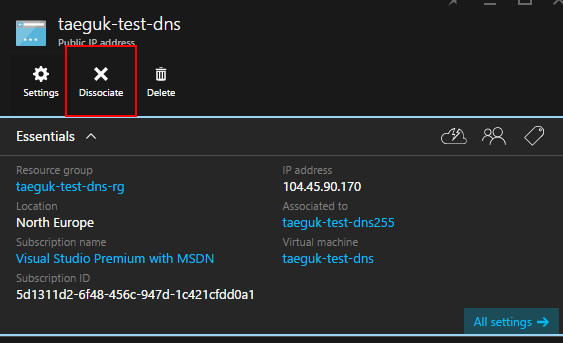 taeguk-test-dns
Public IP address
Settings
Dissociate
Delete
Essentials
Resource group
taeguk-test-dns-rg
Location
North Europe
Subscription name
Visual Studio Premium with MSDN
Subscription ID
5d1311d2-6f48-456c-947d-1c421cfdd0a1
IP address
104.45.90.170
Associated to
taeguk-test-dns255
Virtual machine
taeguk-test-dns
All settings →